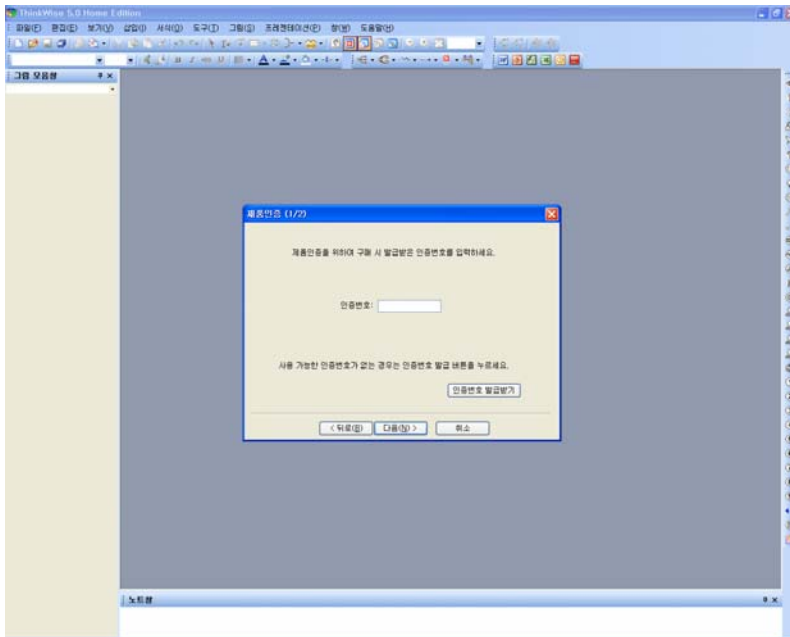 ThinkWise 5.0 Home Edition
파일(F) 편집(E) 보기(V) 삽입(I) 서식(O) 도구(T) 그림(S) 프레젠테이션(P) 창(W) 도움말(H)
그림 모음창
제품인증 (1/2)
제품인증을 위하여 구매 시 발급받은 인증번호를 입력하세요.
인증번호:
사용 가능한 인증번호가 없는 경우는 인증번호 발급 버튼을 누르세요.
인증번호 발급받기
< 뒤로(B) 다음(N) > 취소
노트창